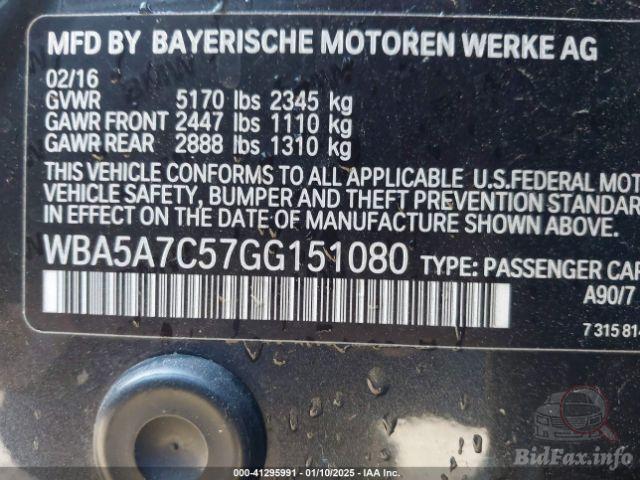 MFD BY BAYERISCHE MOTOREN WERKE AG
02/16
GVWR 5170 lbs 2345 kg
GAWR FRONT 2447 lbs 1110 kg
GAWR REAR 2888 lbs 1310 kg
THIS VEHICLE CONFORMS TO ALL APPLICABLE U.S.FEDERAL MOT
VEHICLE SAFETY, BUMPER AND THEFT PREVENTION STANDAR
IN EFFECT ON THE DATE OF MANUFACTURE SHOWN ABOVE.
WBA5A7C57GG151080 TYPE: PASSENGER CAR
A90/7
7 315 814
000-41295991 — 01/10/2025 — IAA Inc.
BidFax.info